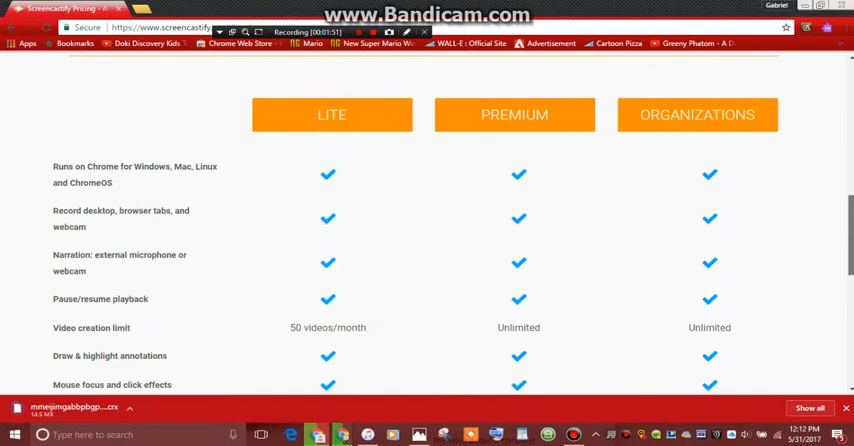 www.Bandicam.com
Screencastify Pricing - A
Gabriel
Secure
https://www.screencastify.
Recording [00:01:51]
Apps
Bookmarks
Doki Discovery Kids
Chrome Web Store -
Mario
New Super Mario Wo
WALL-E : Official Site
Advertisement
Cartoon Pizza
Greeny Phatom - A D
LITE
PREMIUM
ORGANIZATIONS
Runs on Chrome for Windows, Mac, Linux
and ChromeOS
Record desktop, browser tabs, and
webcam
Narration: external microphone or
webcam
Pause/resume playback
Video creation limit
50 videos/month
Unlimited
Unlimited
Draw & highlight annotations
Mouse focus and click effects
mmeijimgabbpbgp....crx
14.5 MB
Show all
Type here to search
12:12 PM
5/31/2017